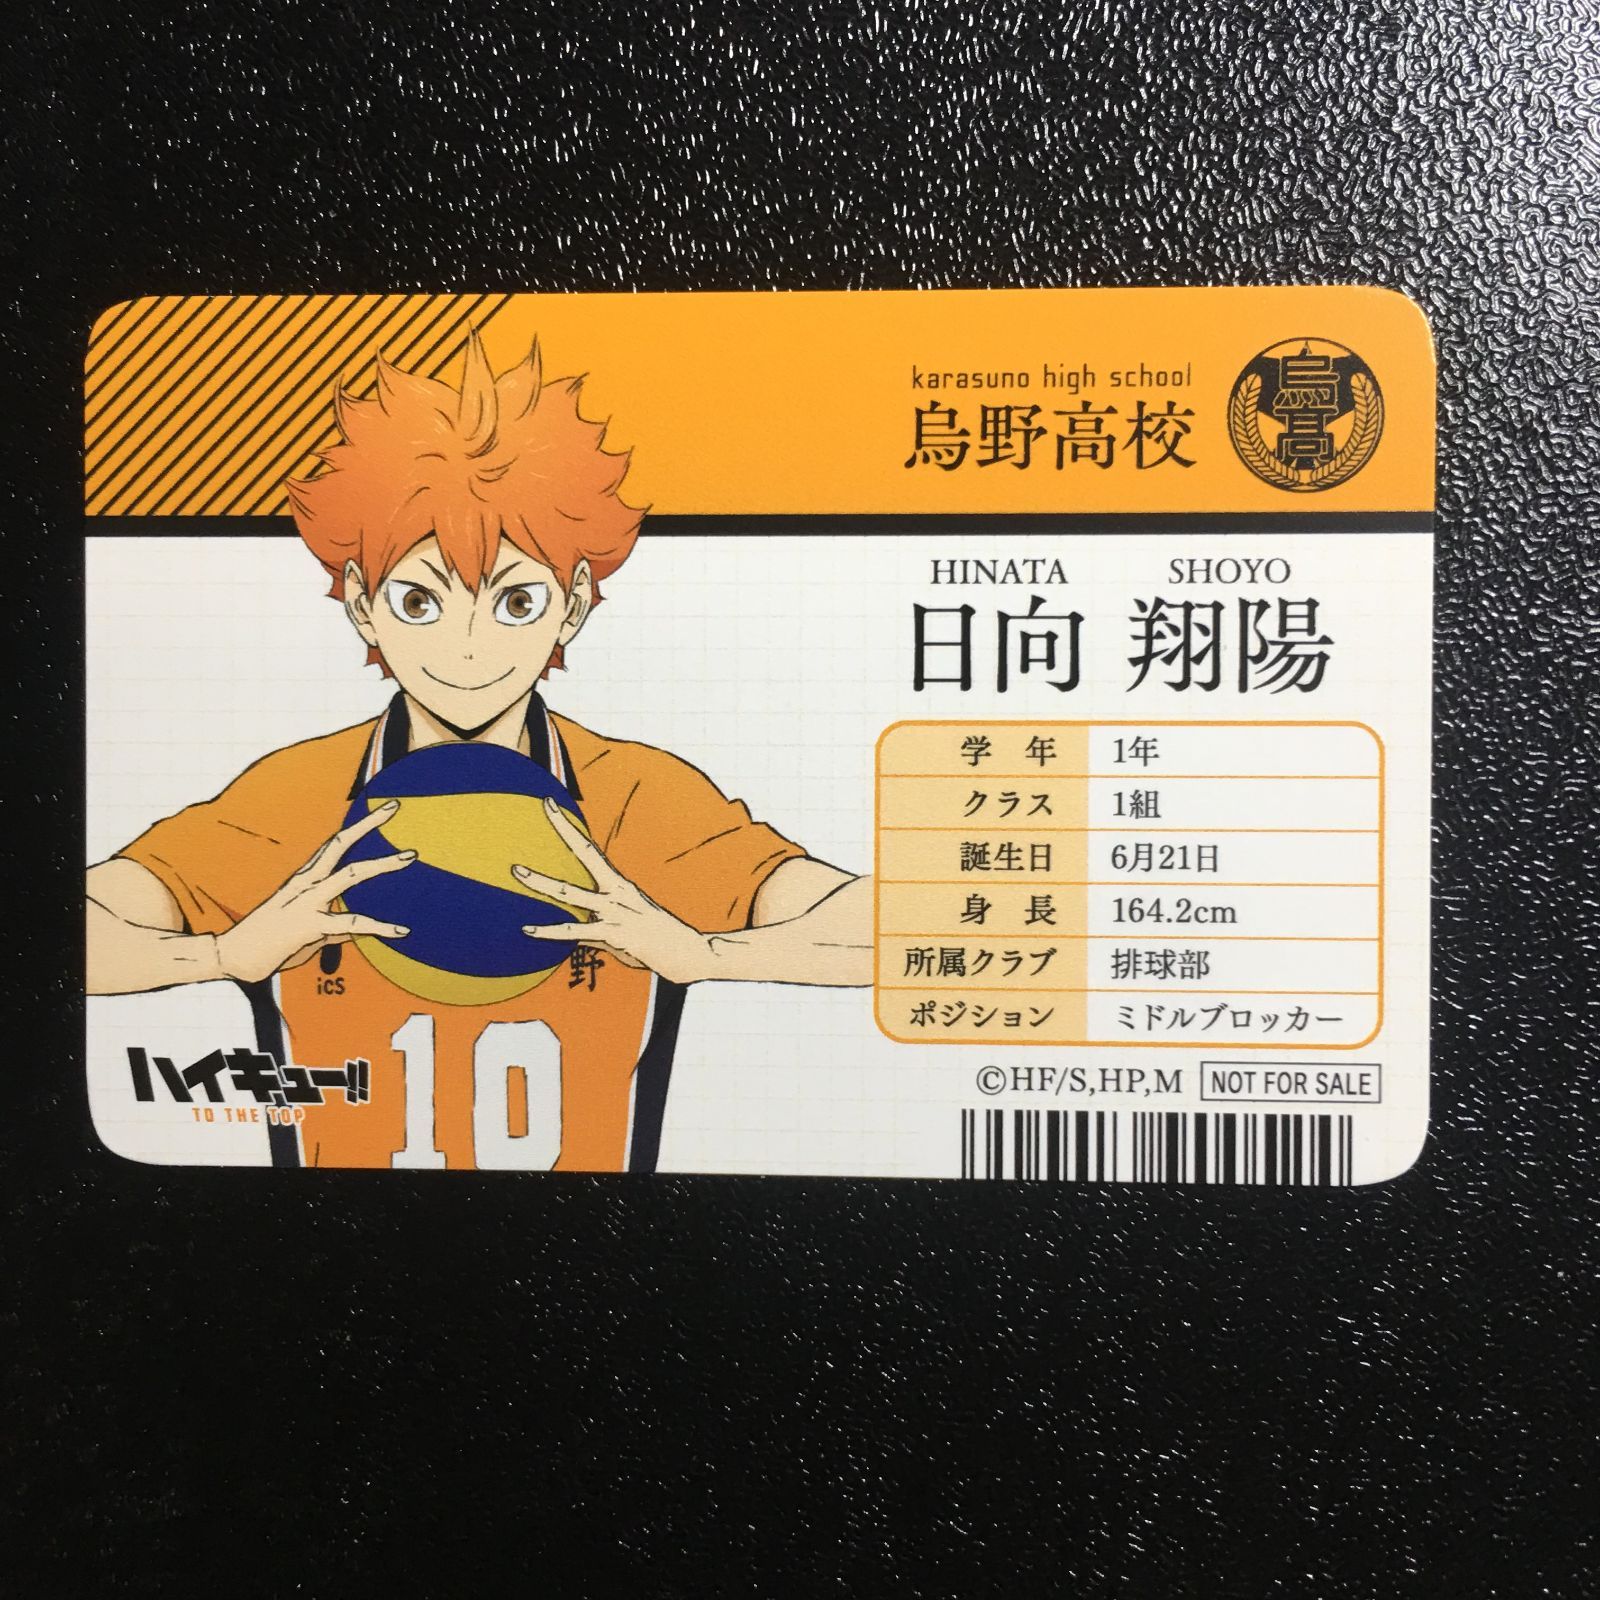 karasuno high school
烏野高校
烏高
HINATA SHOYO
日向 翔陽
学年 1年
クラス 1組
誕生日 6月21日
身長 164.2cm
所属クラブ 排球部
ポジション ミドルブロッカー
©HF/S,HP,M NOT FOR SALE
ics
野
10
ハイキュー!!
TO THE TOP